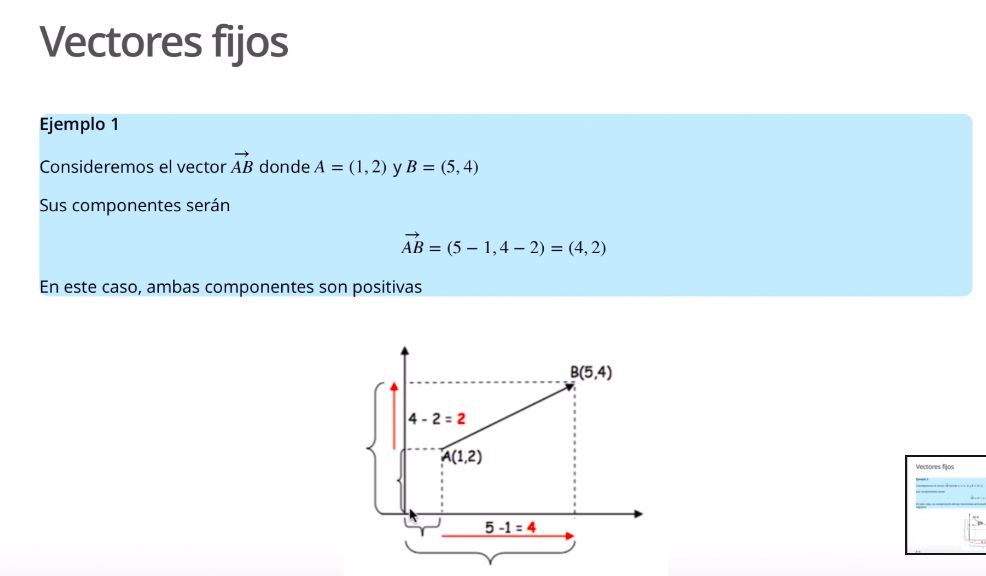 Vectores fijos
Ejemplo 1
Consideremos el vector \overrightarrow{AB} donde A = (1, 2) y B = (5, 4)
Sus componentes serán
\overrightarrow{AB} = (5 − 1, 4 − 2) = (4, 2)
En este caso, ambas componentes son positivas
B(5,4)
4 - 2 = 2
A(1,2)
5 -1 = 4
Vectores fijos